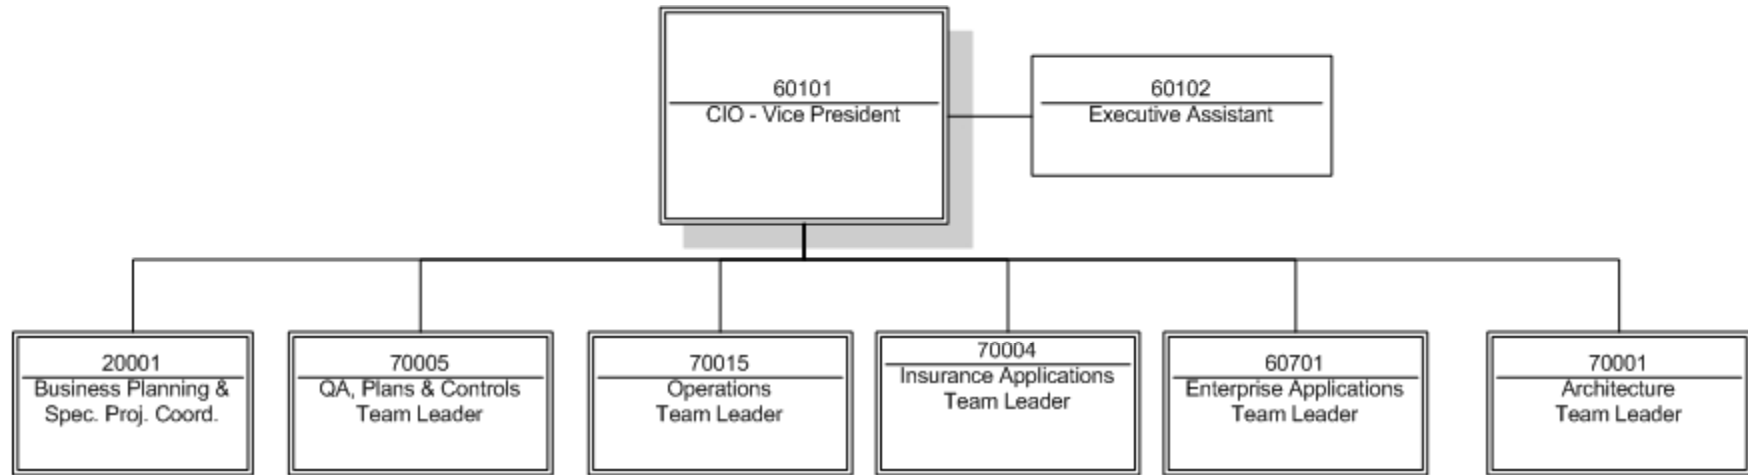 60101
CIO - Vice President
60102
Executive Assistant
20001
Business Planning &
Spec. Proj. Coord.
70005
QA, Plans & Controls
Team Leader
70015
Operations
Team Leader
70004
Insurance Applications
Team Leader
60701
Enterprise Applications
Team Leader
70001
Architecture
Team Leader